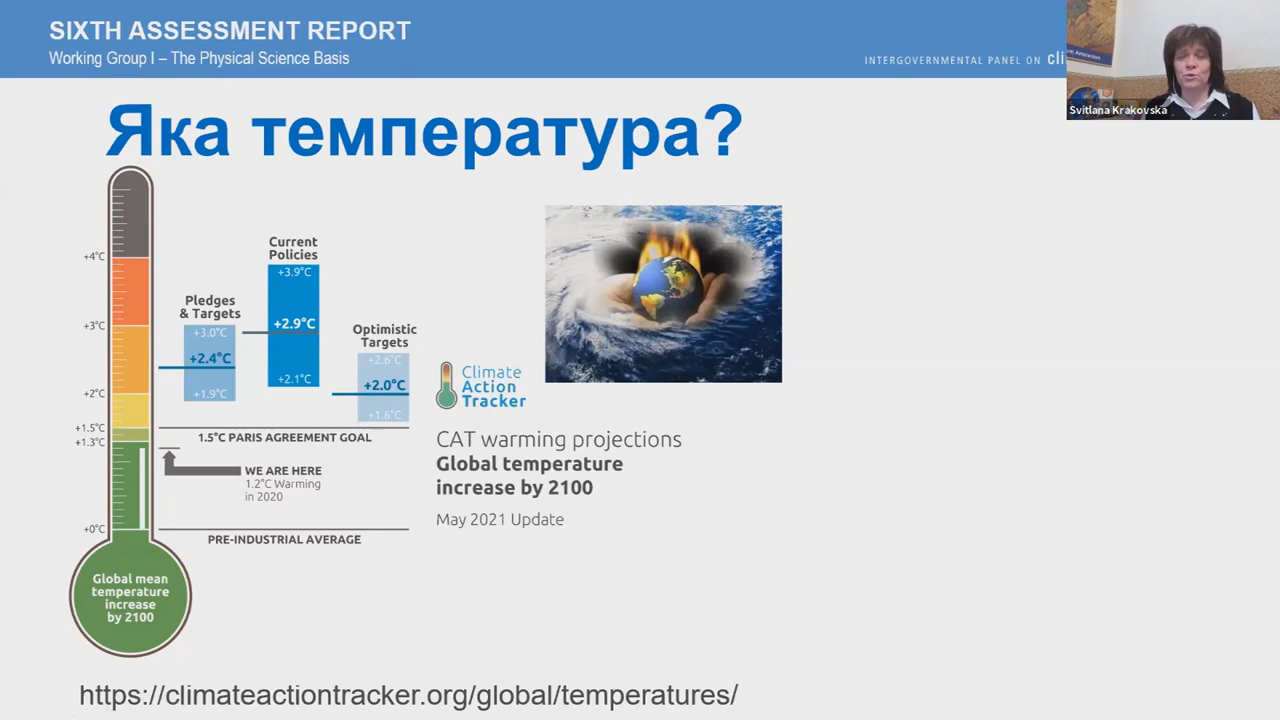 SIXTH ASSESSMENT REPORT
Working Group I – The Physical Science Basis
INTERGOVERNMENTAL PANEL ON
Svitlana Krakovska
Яка температура?
+4°C
+3°C
+2°C
+1.5°C
+1.3°C
+0°C
Pledges
& Targets
+3.0°C
+2.4°C
+1.9°C
Current
Policies
+3.9°C
+2.9°C
+2.1°C
Optimistic
Targets
+2.6°C
+2.0°C
+1.6°C
1.5°C PARIS AGREEMENT GOAL
WE ARE HERE
1.2°C Warming
in 2020
PRE-INDUSTRIAL AVERAGE
Global mean
temperature
increase
by 2100
Climate
Action
Tracker
CAT warming projections
Global temperature
increase by 2100
May 2021 Update
https://climateactiontracker.org/global/temperatures/